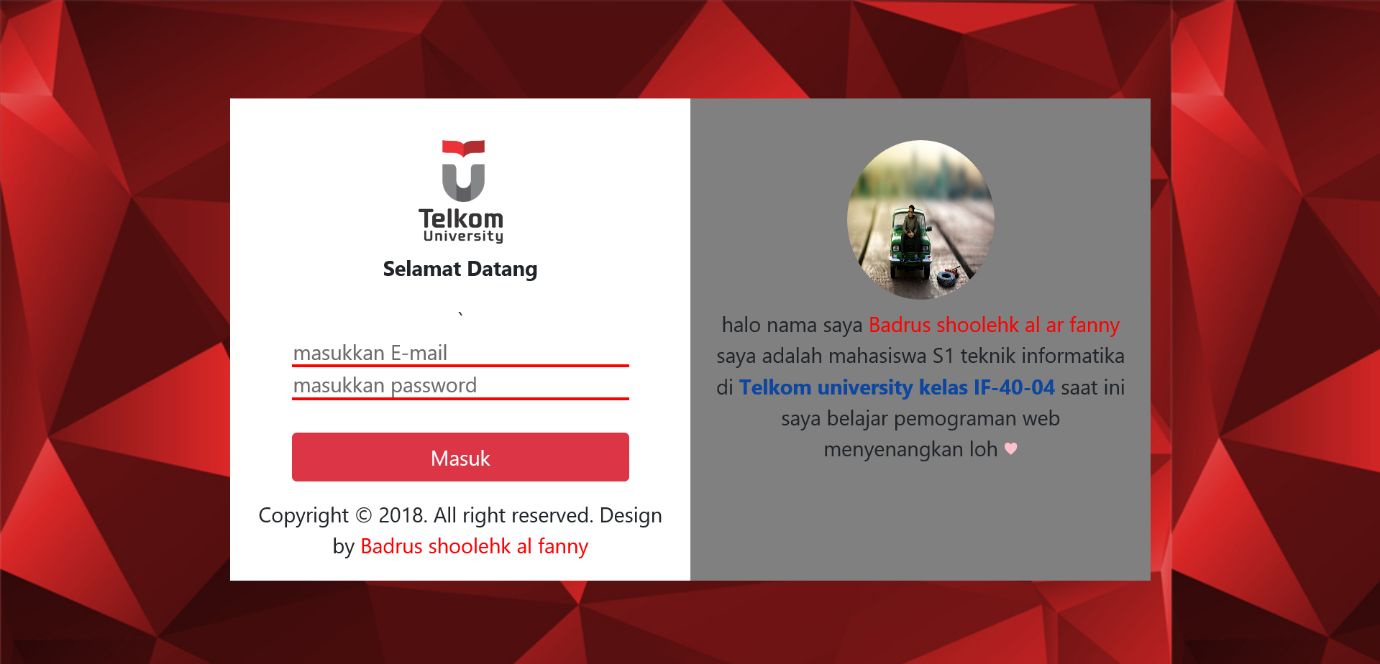 Telkom
University
Selamat Datang
`
masukkan E-mail
masukkan password
Masuk
Copyright © 2018. All right reserved. Design
by Badrus shoolehk al fanny
halo nama saya Badrus shoolehk al ar fanny
saya adalah mahasiswa S1 teknik informatika
di Telkom university kelas IF-40-04 saat ini
saya belajar pemograman web
menyenangkan loh ♥